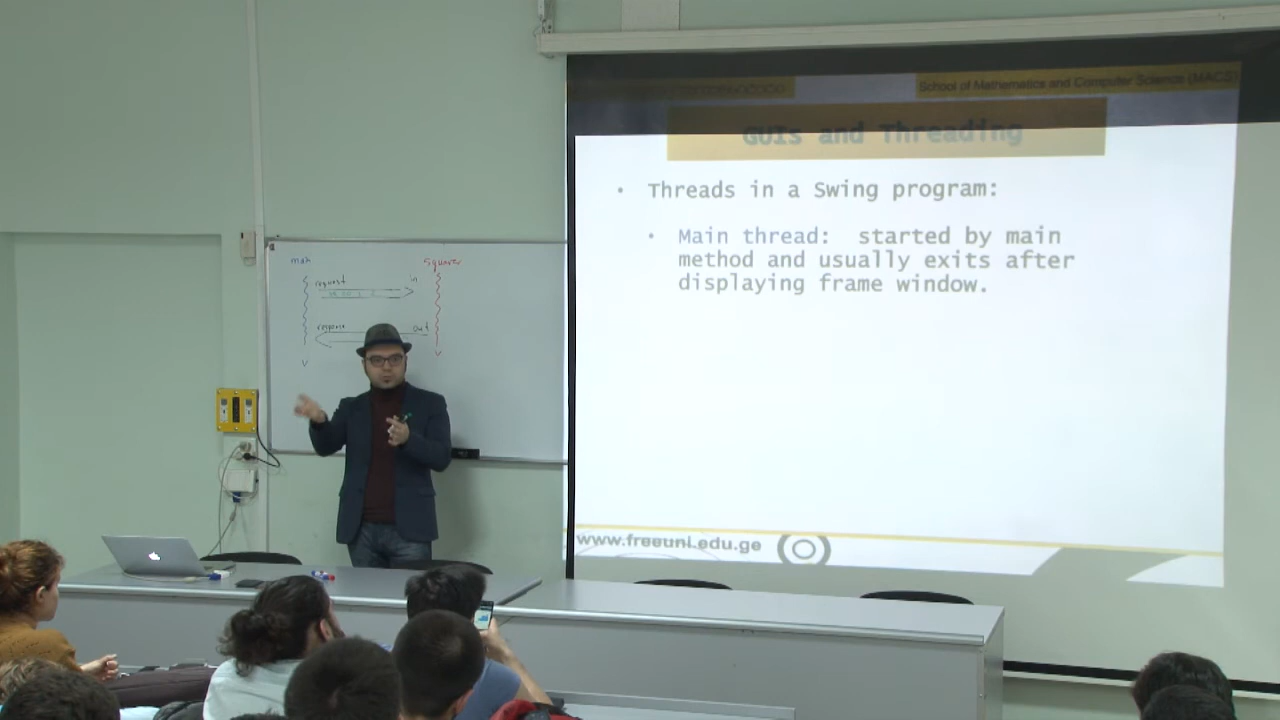 School of Mathematics and Computer Science (MACS)
GUIs and Threading
• Threads in a Swing program:
• Main thread: started by main
method and usually exits after
displaying frame window.
www.freeuni.edu.ge
main
squarer
request
in
response
out